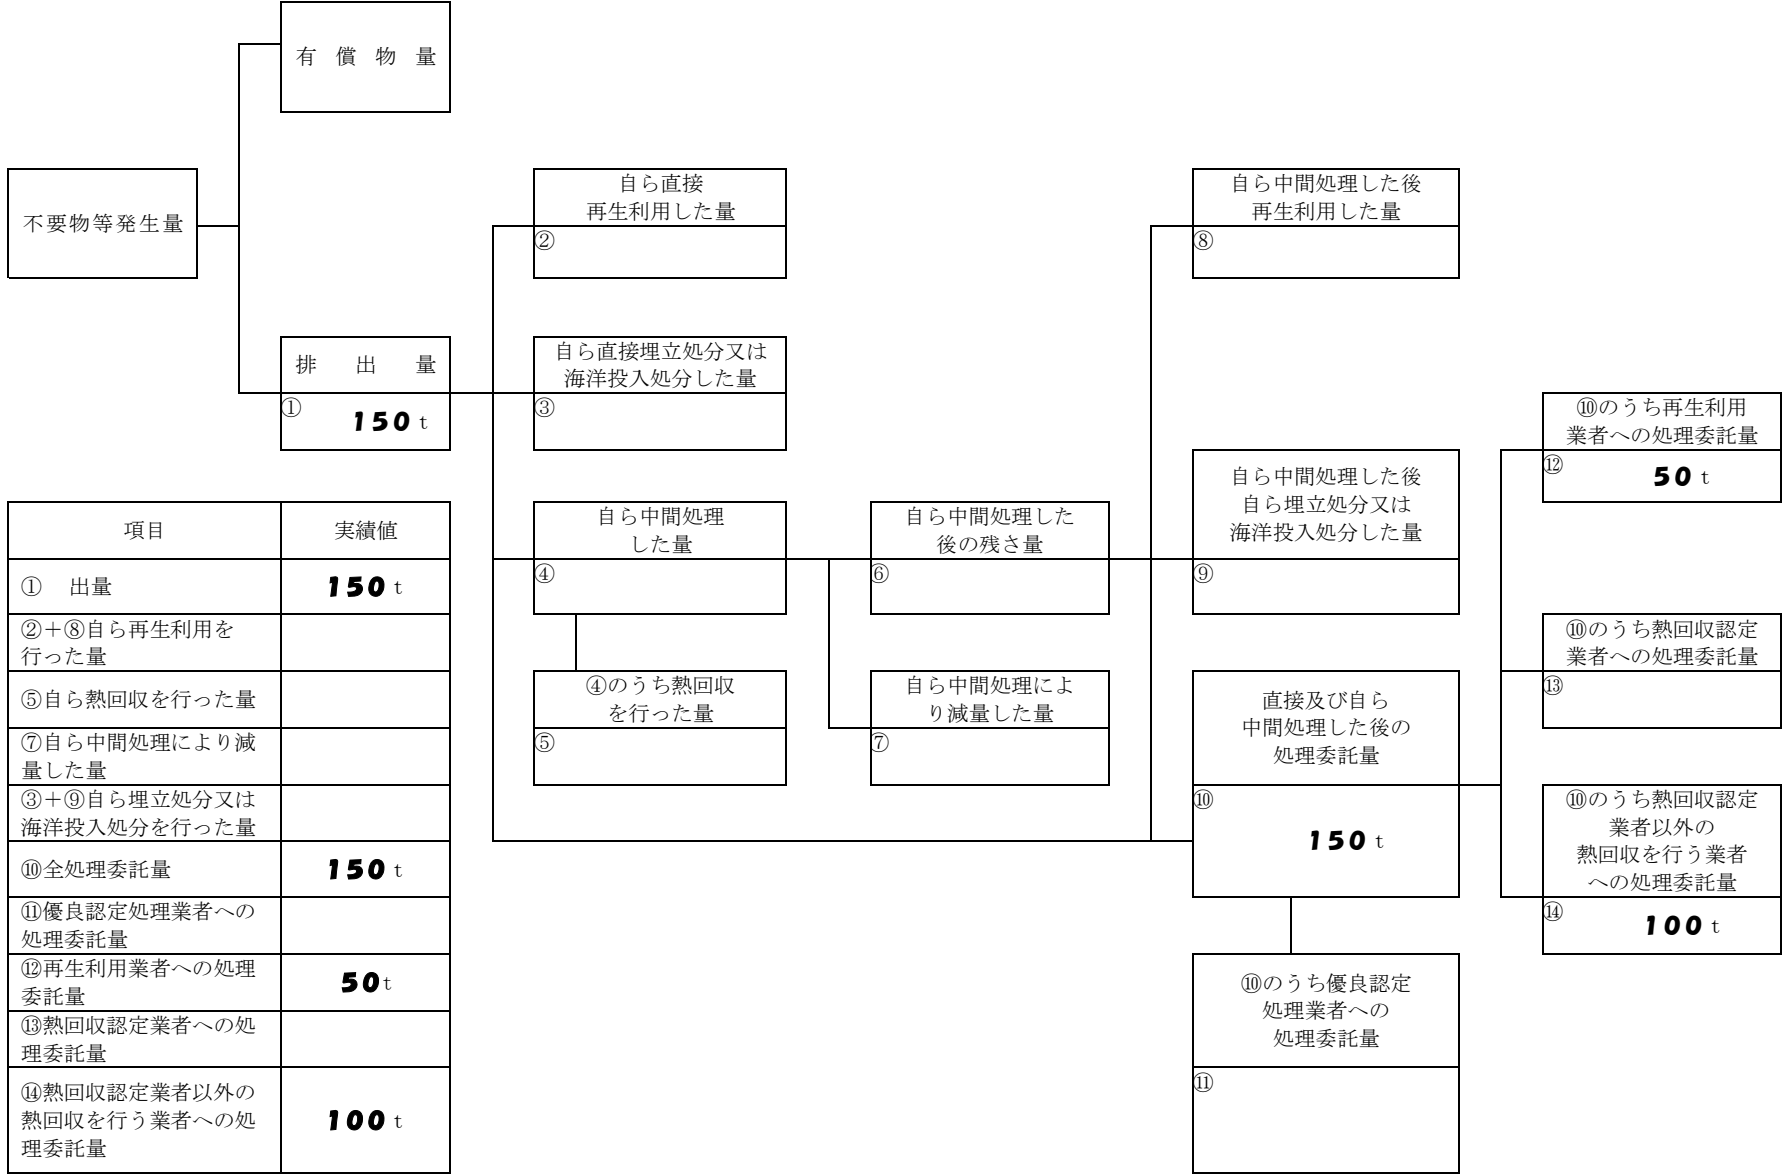 有償物量
不要物等発生量
排出量
①
150 t
自ら直接
再生利用した量
②
自ら直接埋立処分又は
海洋投入処分した量
③
自ら中間処理
した量
④
④のうち熱回収
を行った量
⑤
自ら中間処理した
後の残さ量
⑥
自ら中間処理によ
り減量した量
⑦
自ら中間処理した後
再生利用した量
⑧
自ら中間処理した後
自ら埋立処分又は
海洋投入処分した量
⑨
直接及び自ら
中間処理した後の
処理委託量
⑩
150 t
⑩のうち優良認定
処理業者への
処理委託量
⑪
⑩のうち再生利用
業者への処理委託量
⑫
50 t
⑩のうち熱回収認定
業者への処理委託量
⑬
⑩のうち熱回収認定
業者以外の
熱回収を行う業者
への処理委託量
⑭
100 t
項目 実績値
① 出量 150 t
②+⑧自ら再生利用を
行った量
⑤自ら熱回収を行った量
⑦自ら中間処理により減
量した量
③+⑨自ら埋立処分又は
海洋投入処分を行った量
⑩全処理委託量 150 t
⑪優良認定処理業者への
処理委託量
⑫再生利用業者への処理
委託量
50t
⑬熱回収認定業者への処
理委託量
⑭熱回収認定業者以外の
熱回収を行う業者への処
理委託量
100 t